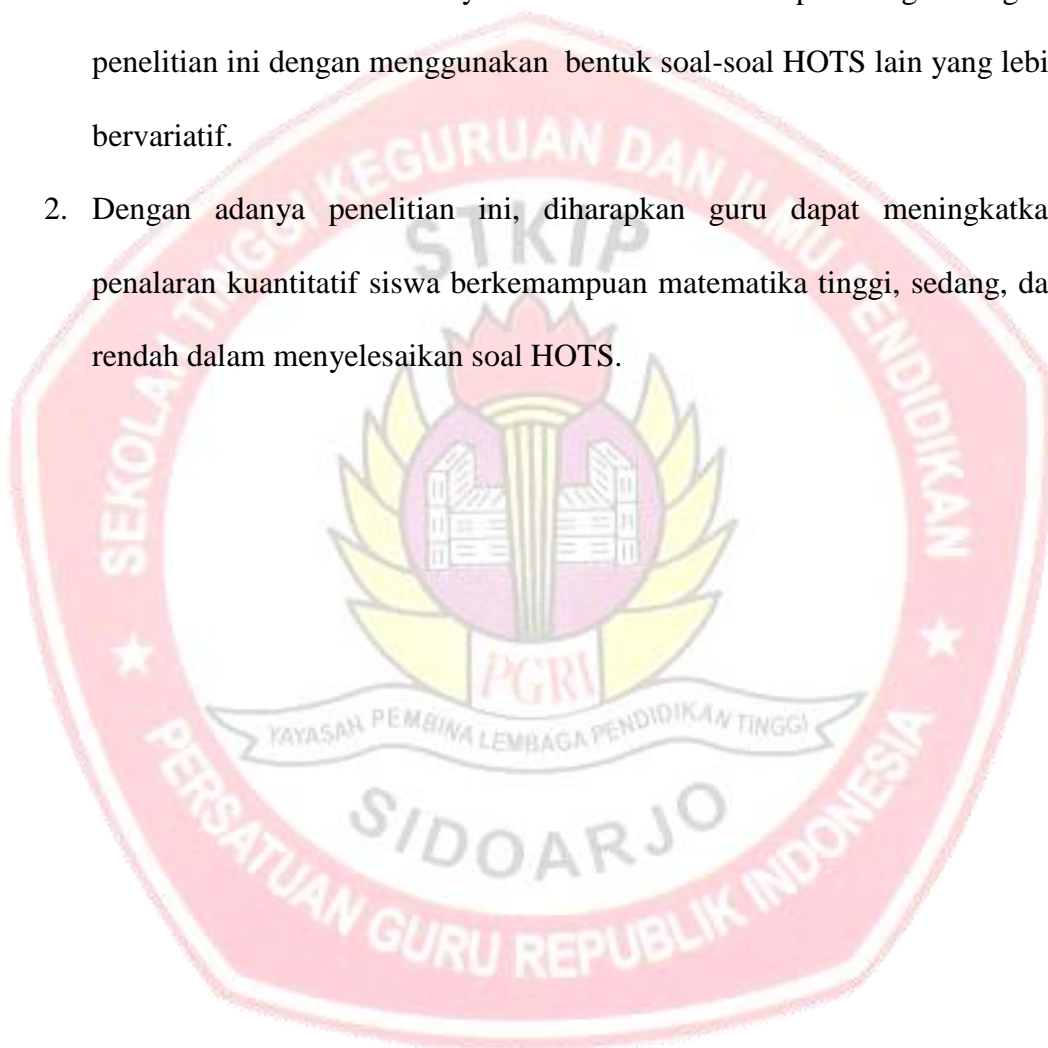 penelitian ini dengan menggunakan bentuk soal-soal HOTS lain yang lebi
bervariatif.
2. Dengan adanya penelitian ini, diharapkan guru dapat meningkatka
penalaran kuantitatif siswa berkemampuan matematika tinggi, sedang, da
rendah dalam menyelesaikan soal HOTS.
SEKOLAH TINGGI KEGURUAN DAN ILMU PENDIDIKAN
STKIP
PGRI
YAYASAN PEMBINA LEMBAGA PENDIDIKAN TINGGI
SIDOARJO
PERSATUAN GURU REPUBLIK INDONESIA